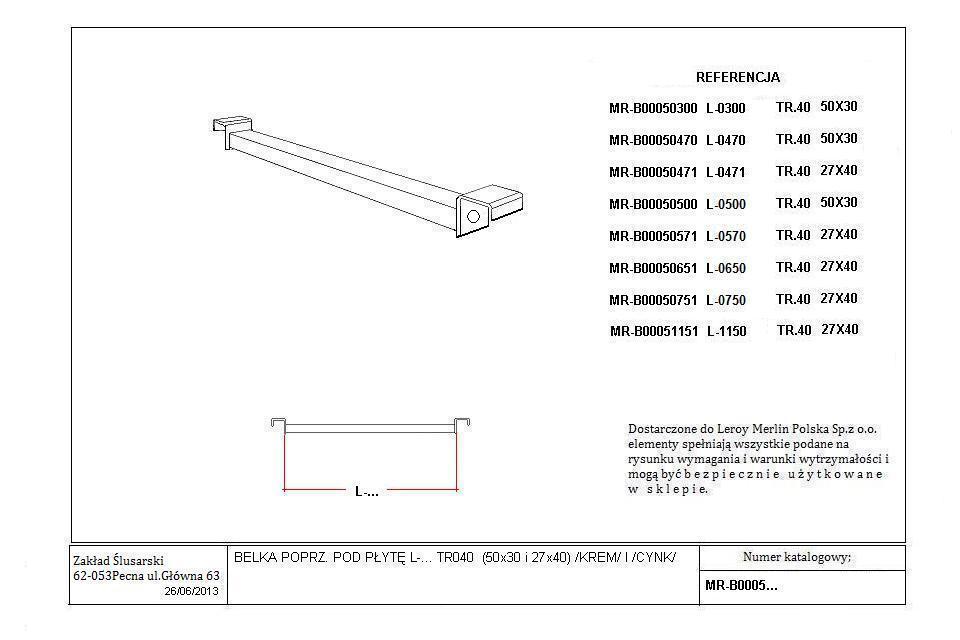 REFERENCJA
MR-B00050300 L-0300 TR.40 50X30
MR-B00050470 L-0470 TR.40 50X30
MR-B00050471 L-0471 TR.40 27X40
MR-B00050500 L-0500 TR.40 50X30
MR-B00050571 L-0570 TR.40 27X40
MR-B00050651 L-0650 TR.40 27X40
MR-B00050751 L-0750 TR.40 27X40
MR-B00051151 L-1150 TR.40 27X40
L-...
Dostarczone do Leroy Merlin Polska Sp.z o.o.
elementy spełniają wszystkie podane na
rysunku wymagania i warunki wytrzymałości i
mogą być b e z p i e c z n i e u ż y t k o w a n e
w s k l e p i e.
Zakład Ślusarski
62-053Pecna ul.Główna 63
26/06/2013
BELKA POPRZ. POD PŁYTĘ L-... TR040 (50x30 i 27x40) /KREM/ I /CYNK/
Numer katalogowy;
MR-B0005...